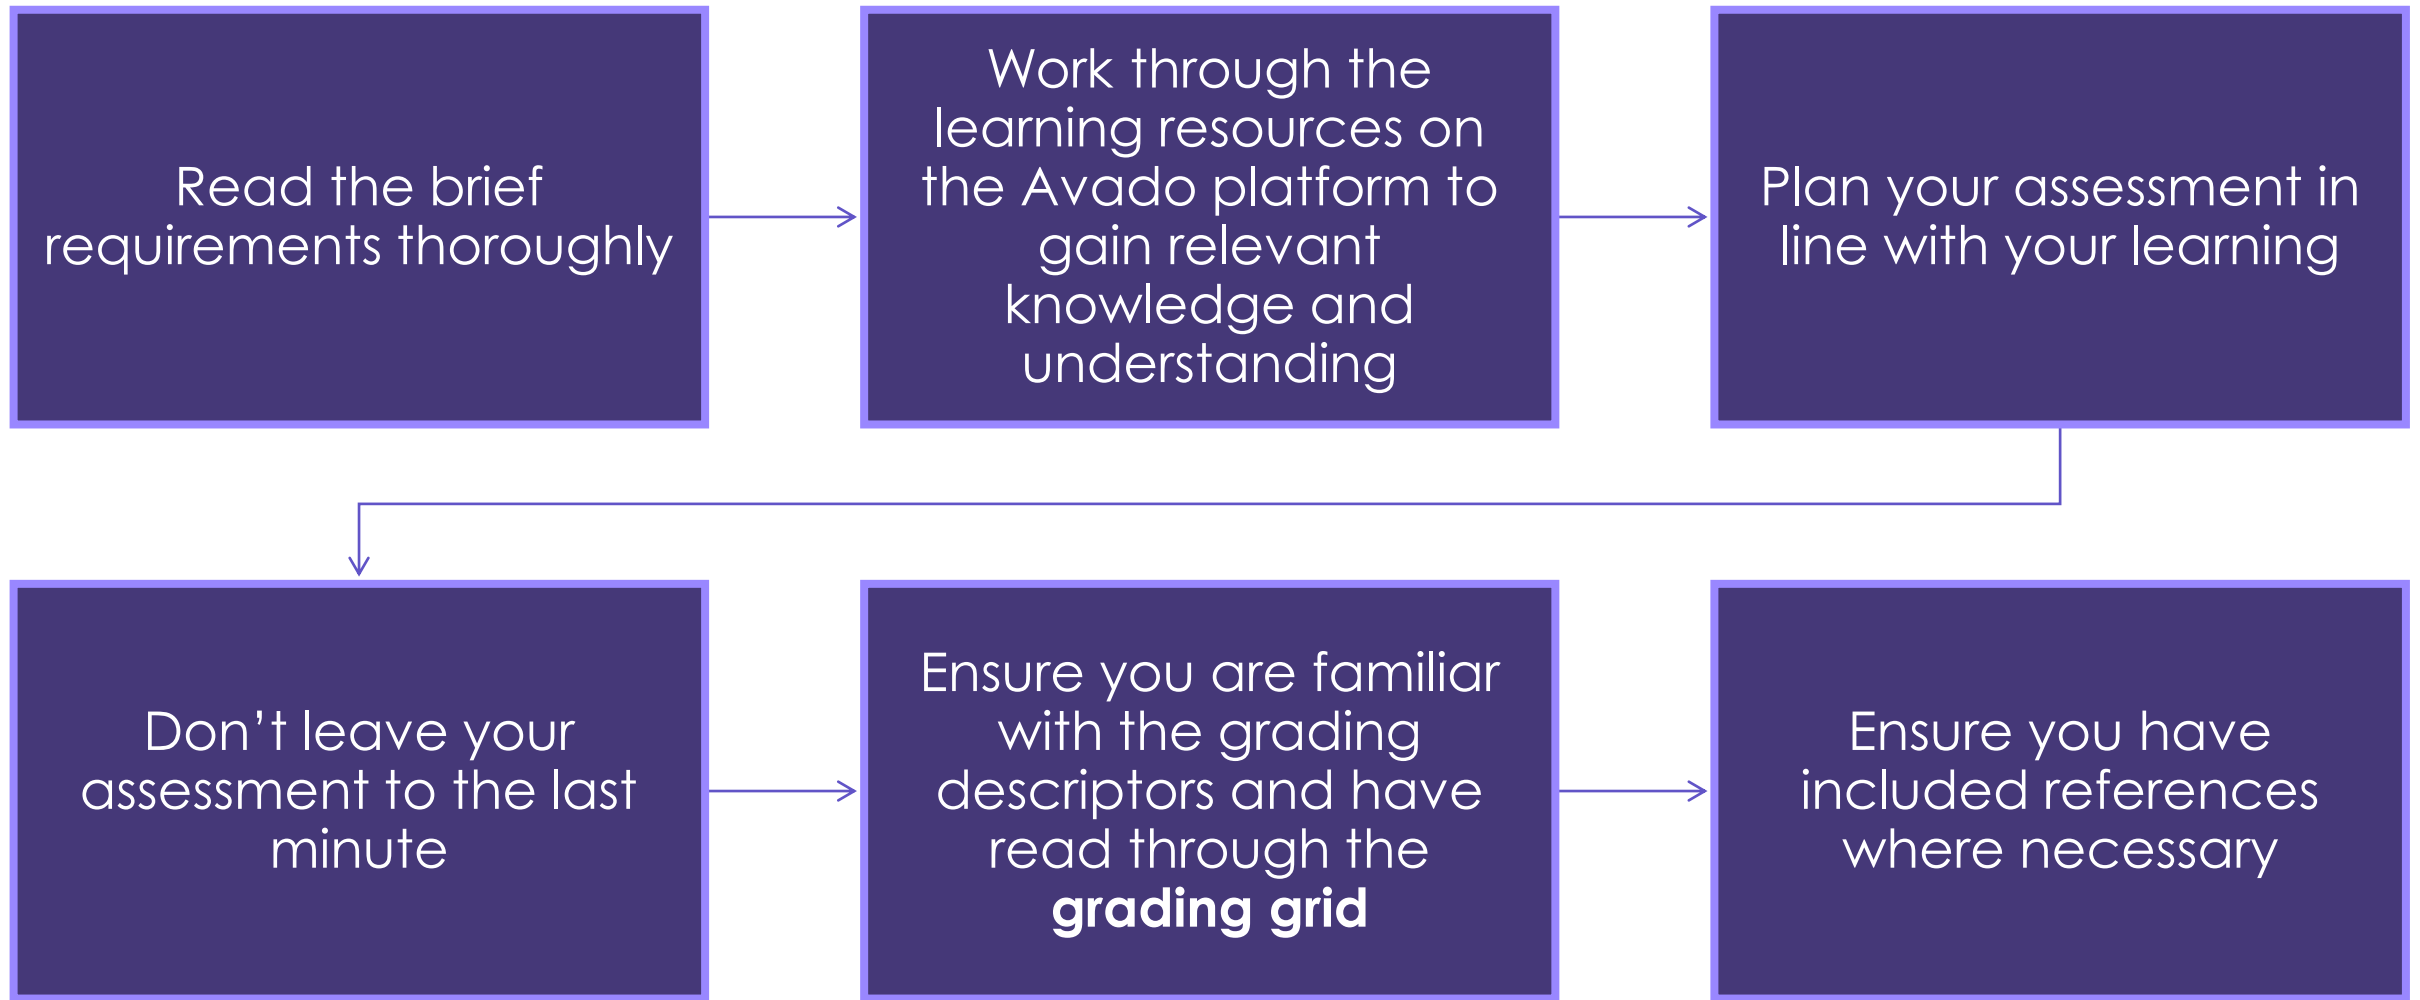 Read the brief
requirements thoroughly
Work through the
learning resources on
the Avado platform to
gain relevant
knowledge and
understanding
Plan your assessment in
line with your learning
Don’t leave your
assessment to the last
minute
Ensure you are familiar
with the grading
descriptors and have
read through the
grading grid
Ensure you have
included references
where necessary